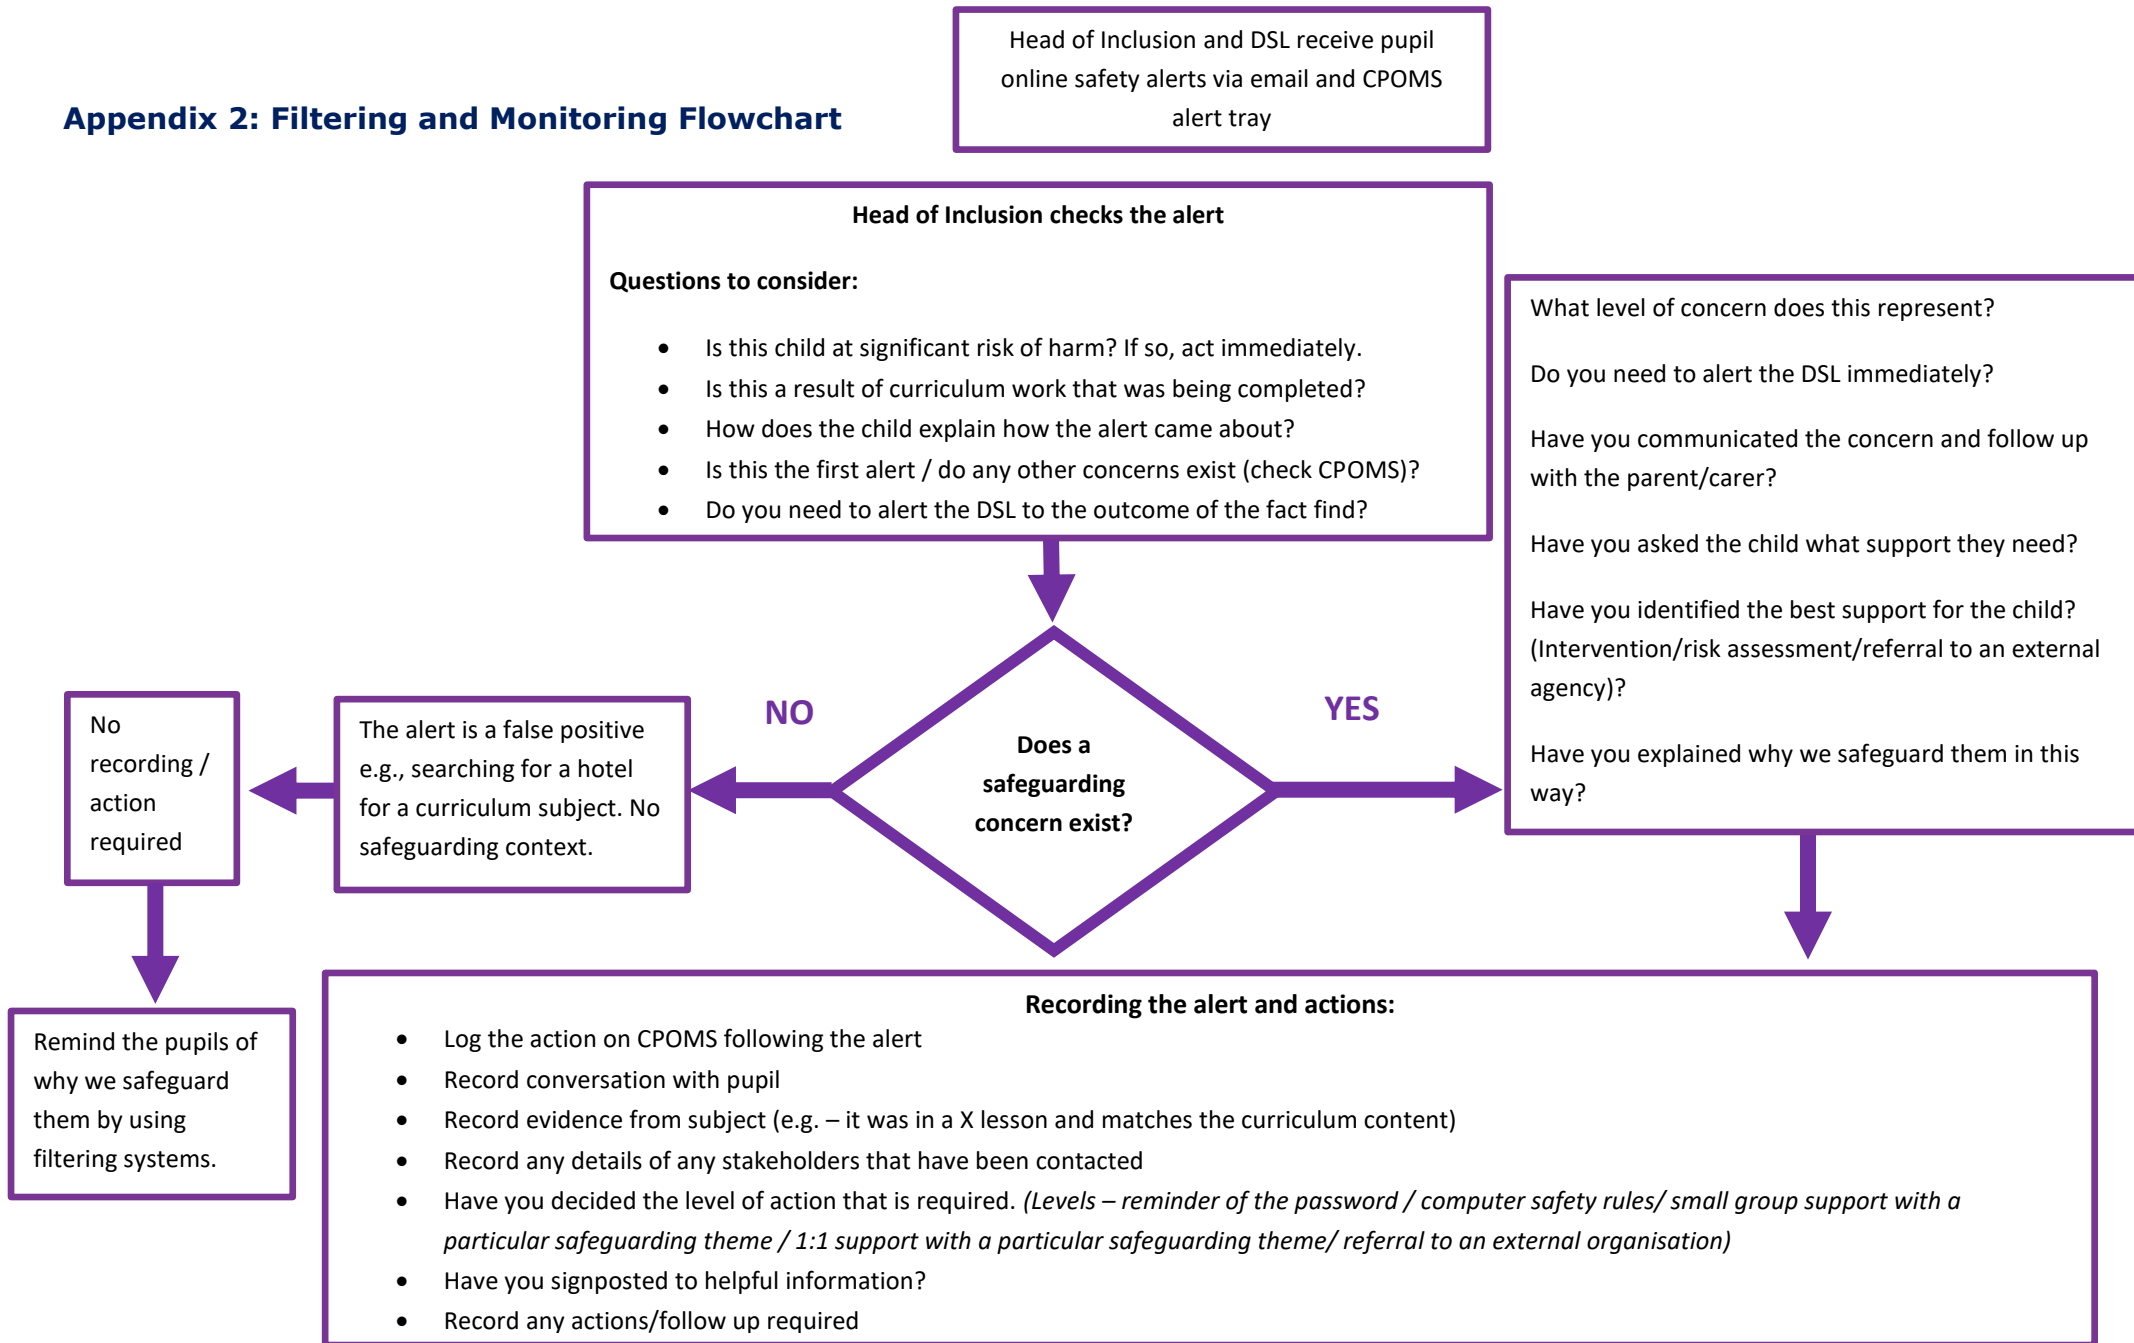 Head of Inclusion and DSL receive pupil
online safety alerts via email and CPOMS
alert tray
Appendix 2: Filtering and Monitoring Flowchart
Head of Inclusion checks the alert
Questions to consider:
• Is this child at significant risk of harm? If so, act immediately.
• Is this a result of curriculum work that was being completed?
• How does the child explain how the alert came about?
• Is this the first alert / do any other concerns exist (check CPOMS)?
• Do you need to alert the DSL to the outcome of the fact find?
What level of concern does this represent?
Do you need to alert the DSL immediately?
Have you communicated the concern and follow up
with the parent/carer?
Have you asked the child what support they need?
Have you identified the best support for the child?
(Intervention/risk assessment/referral to an external
agency)?
Have you explained why we safeguard them in this
way?
NO
YES
Does a
safeguarding
concern exist?
The alert is a false positive
e.g., searching for a hotel
for a curriculum subject. No
safeguarding context.
No
recording /
action
required
Remind the pupils of
why we safeguard
them by using
filtering systems.
Recording the alert and actions:
• Log the action on CPOMS following the alert
• Record conversation with pupil
• Record evidence from subject (e.g. – it was in a X lesson and matches the curriculum content)
• Record any details of any stakeholders that have been contacted
• Have you decided the level of action that is required. (Levels – reminder of the password / computer safety rules/ small group support with a
particular safeguarding theme / 1:1 support with a particular safeguarding theme/ referral to an external organisation)
• Have you signposted to helpful information?
• Record any actions/follow up required